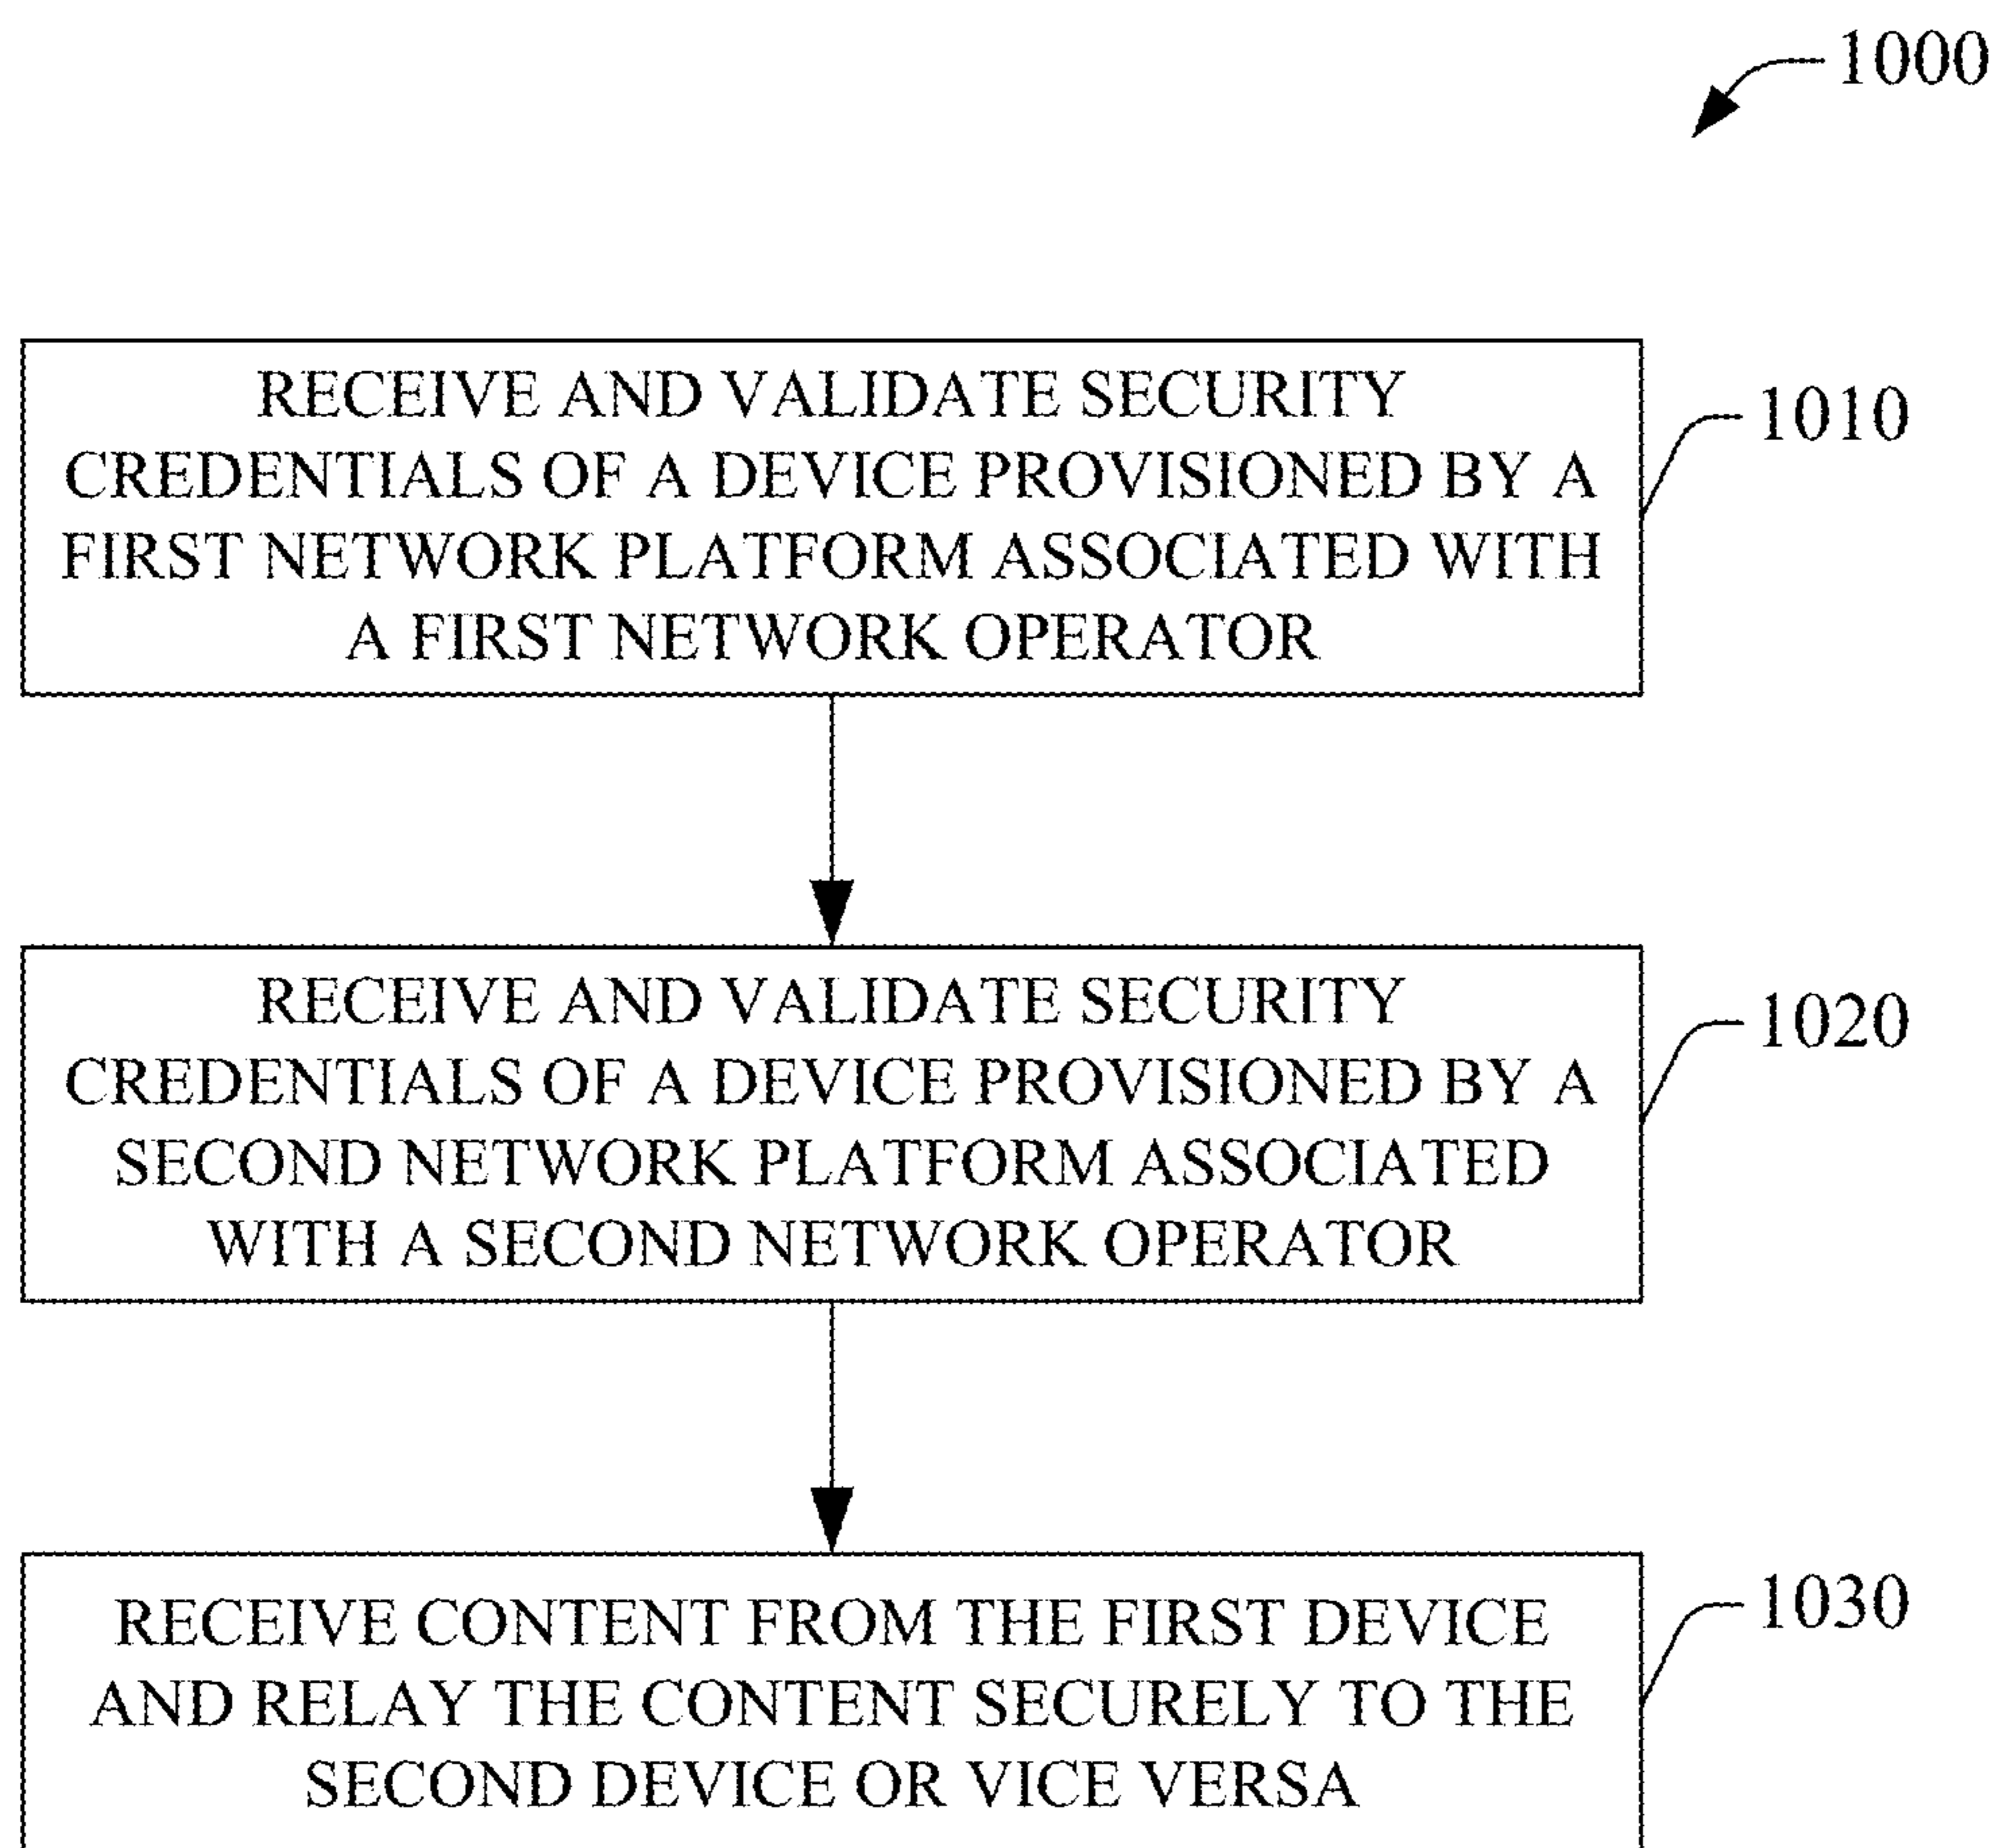 1000
RECEIVE AND VALIDATE SECURITY
CREDENTIALS OF A DEVICE PROVISIONED BY A
FIRST NETWORK PLATFORM ASSOCIATED WITH
A FIRST NETWORK OPERATOR
1010
RECEIVE AND VALIDATE SECURITY
CREDENTIALS OF A DEVICE PROVISIONED BY A
SECOND NETWORK PLATFORM ASSOCIATED
WITH A SECOND NETWORK OPERATOR
1020
RECEIVE CONTENT FROM THE FIRST DEVICE
AND RELAY THE CONTENT SECURELY TO THE
SECOND DEVICE OR VICE VERSA
1030